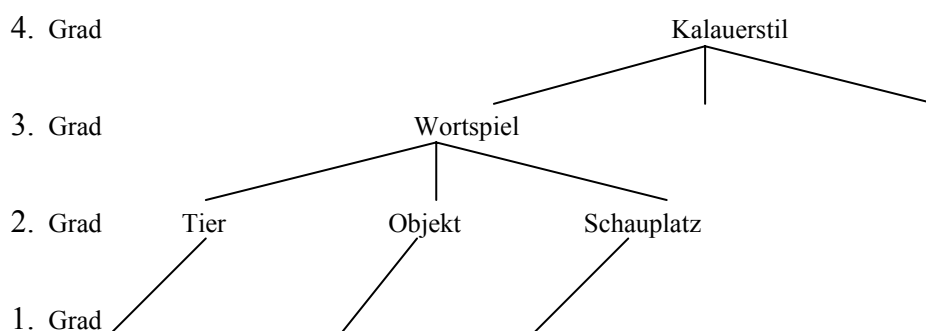 4. Grad Kalauerstil
3. Grad Wortspiel
2. Grad Tier Objekt Schauplatz
1. Grad